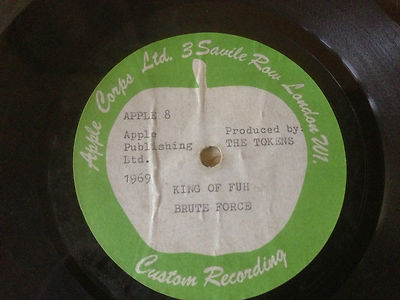 Apple Corps Ltd. 3 Savile Row London W1.
APPLE 8
Apple
Publishing
Ltd.
1969
Produced by:
THE TOKENS
KING OF FUH
BRUTE FORCE
Custom Recording